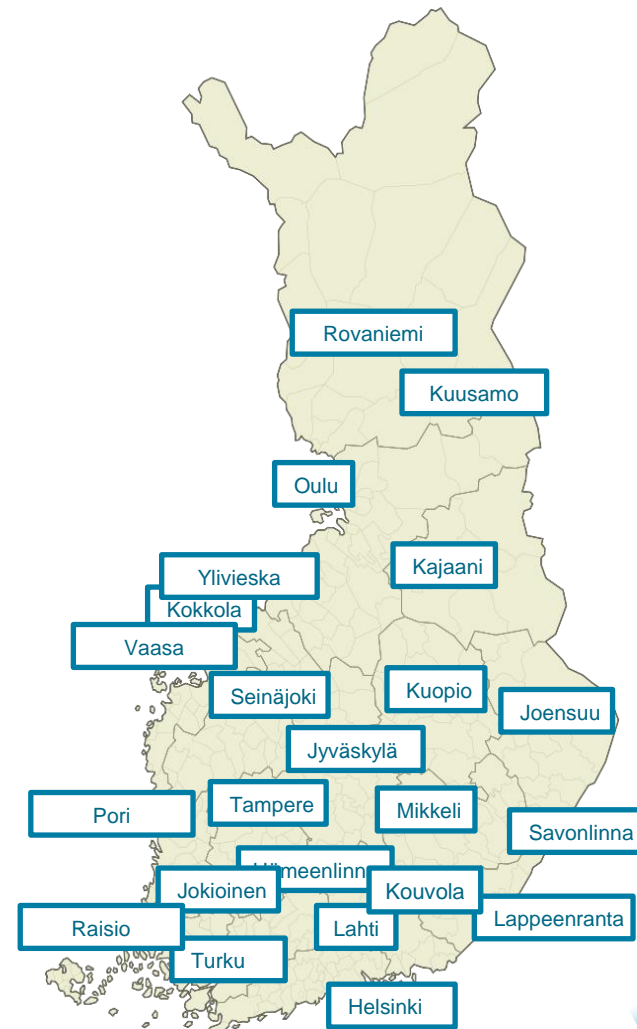 Rovaniemi
Kuusamo
Oulu
Kajaani
Ylivieska
Kokkola
Vaasa
Kuopio
Seinäjoki
Joensuu
Jyväskylä
Tampere
Mikkeli
Pori
Savonlinna
Hämeenlinn
Jokioinen
Kouvola
Lappeenranta
Raisio
Lahti
Turku
Helsinki